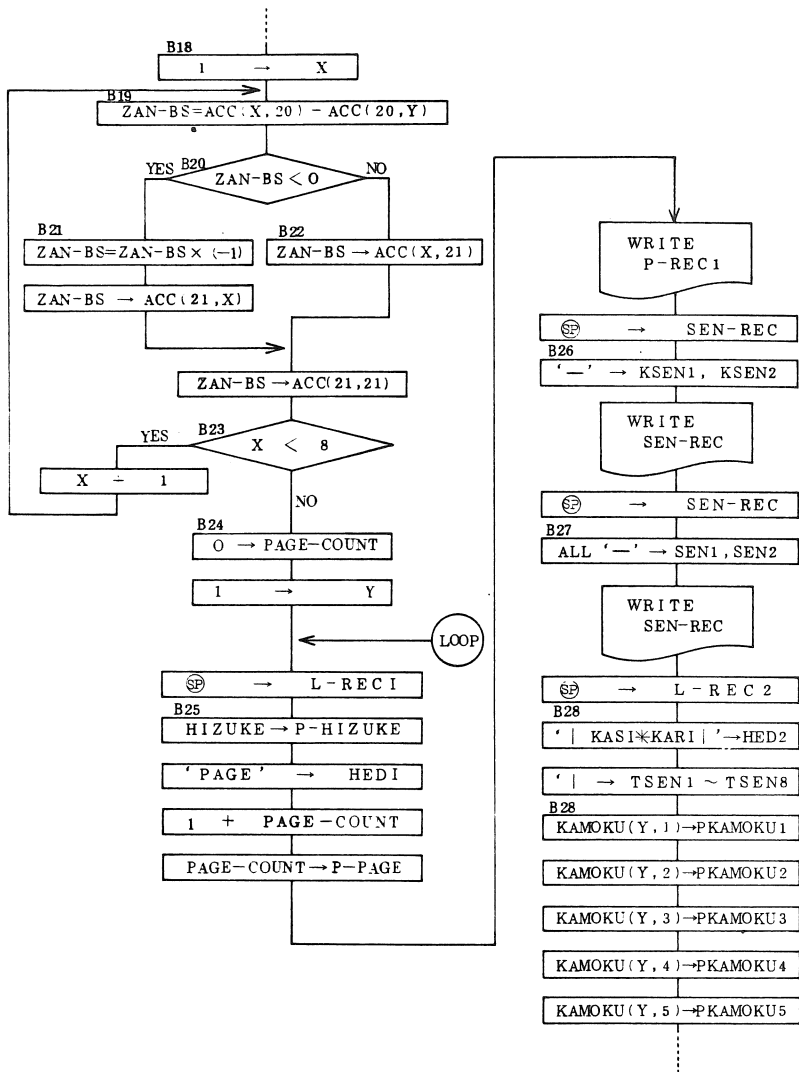 B18
1 → X
B19
ZAN-BS=ACC(X,20)-ACC(20,Y)
B20
YES
ZAN-BS<0
NO
B21
ZAN-BS=ZAN-BS×(-1)
B22
ZAN-BS→ACC(X,21)
ZAN-BS → ACC(21,X)
ZAN-BS→ACC(21,21)
B23
YES
X < 8
X - 1
NO
B24
0 → PAGE-COUNT
1 → Y
LOOP
SP → L-REC1
B25
HIZUKE→P-HIZUKE
'PAGE' → HED1
1 + PAGE-COUNT
PAGE-COUNT→P-PAGE
WRITE
P-REC1
SP → SEN-REC
B26
'—' → KSEN1, KSEN2
WRITE
SEN-REC
SP → SEN-REC
B27
ALL '—' → SEN1,SEN2
WRITE
SEN-REC
SP → L-REC2
B28
'| KASI*KARI|'→HED2
'| → TSEN1 ~ TSEN8
B28
KAMOKU(Y,1)→PKAMOKU1
KAMOKU(Y,2)→PKAMOKU2
KAMOKU(Y,3)→PKAMOKU3
KAMOKU(Y,4)→PKAMOKU4
KAMOKU(Y,5)→PKAMOKU5